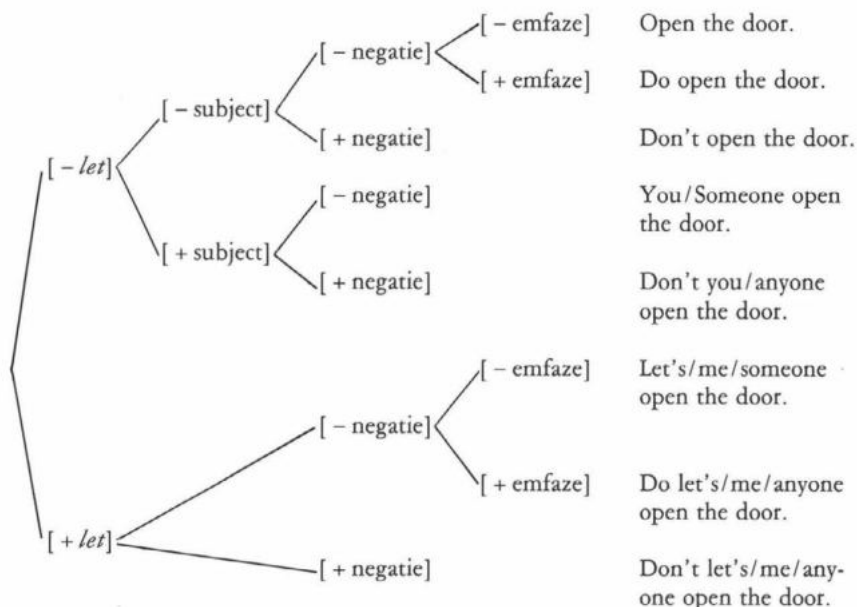 [ – emfaze] Open the door.
[ – negatie]
[ + emfaze] Do open the door.
[ – subject]
[ + negatie] Don't open the door.
[ – let]
[ – negatie] You/Someone open
the door.
[ + subject]
[ + negatie] Don't you/anyone
open the door.
[ – emfaze] Let's/me/someone
open the door.
[ – negatie]
[ + emfaze] Do let's/me/anyone
open the door.
[ + let]
[ + negatie] Don't let's/me/any-
one open the door.